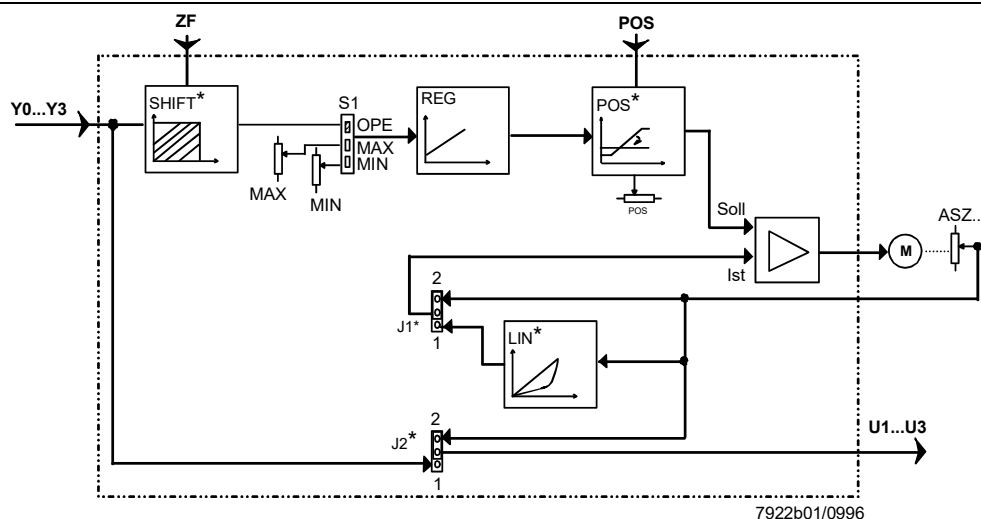 ZF
POS
Y0...Y3
SHIFT*
S1
OPE
MAX
MIN
REG
POS*
MAX
MIN
POS
Soll
Ist
M
ASZ..
2
J1*
1
LIN*
2
J2*
1
U1...U3
7922b01/0996